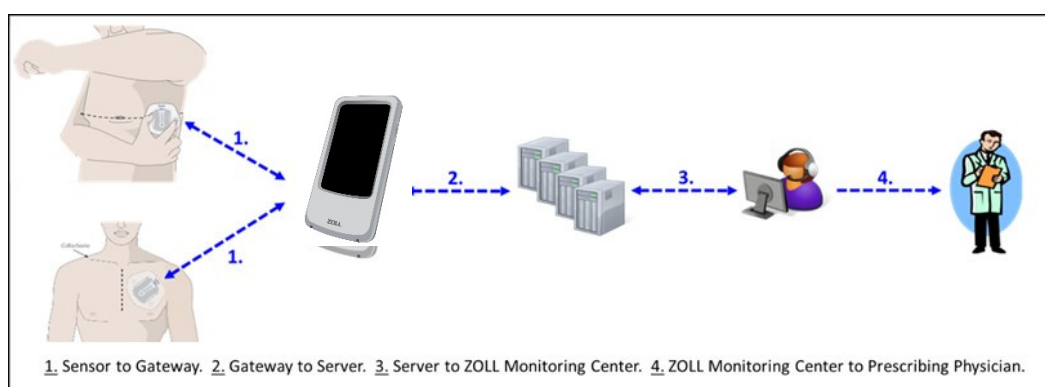 1.
2.
3.
4.
ZOLL
Collarbone
1.
1. Sensor to Gateway. 2. Gateway to Server. 3. Server to ZOLL Monitoring Center. 4. ZOLL Monitoring Center to Prescribing Physician.